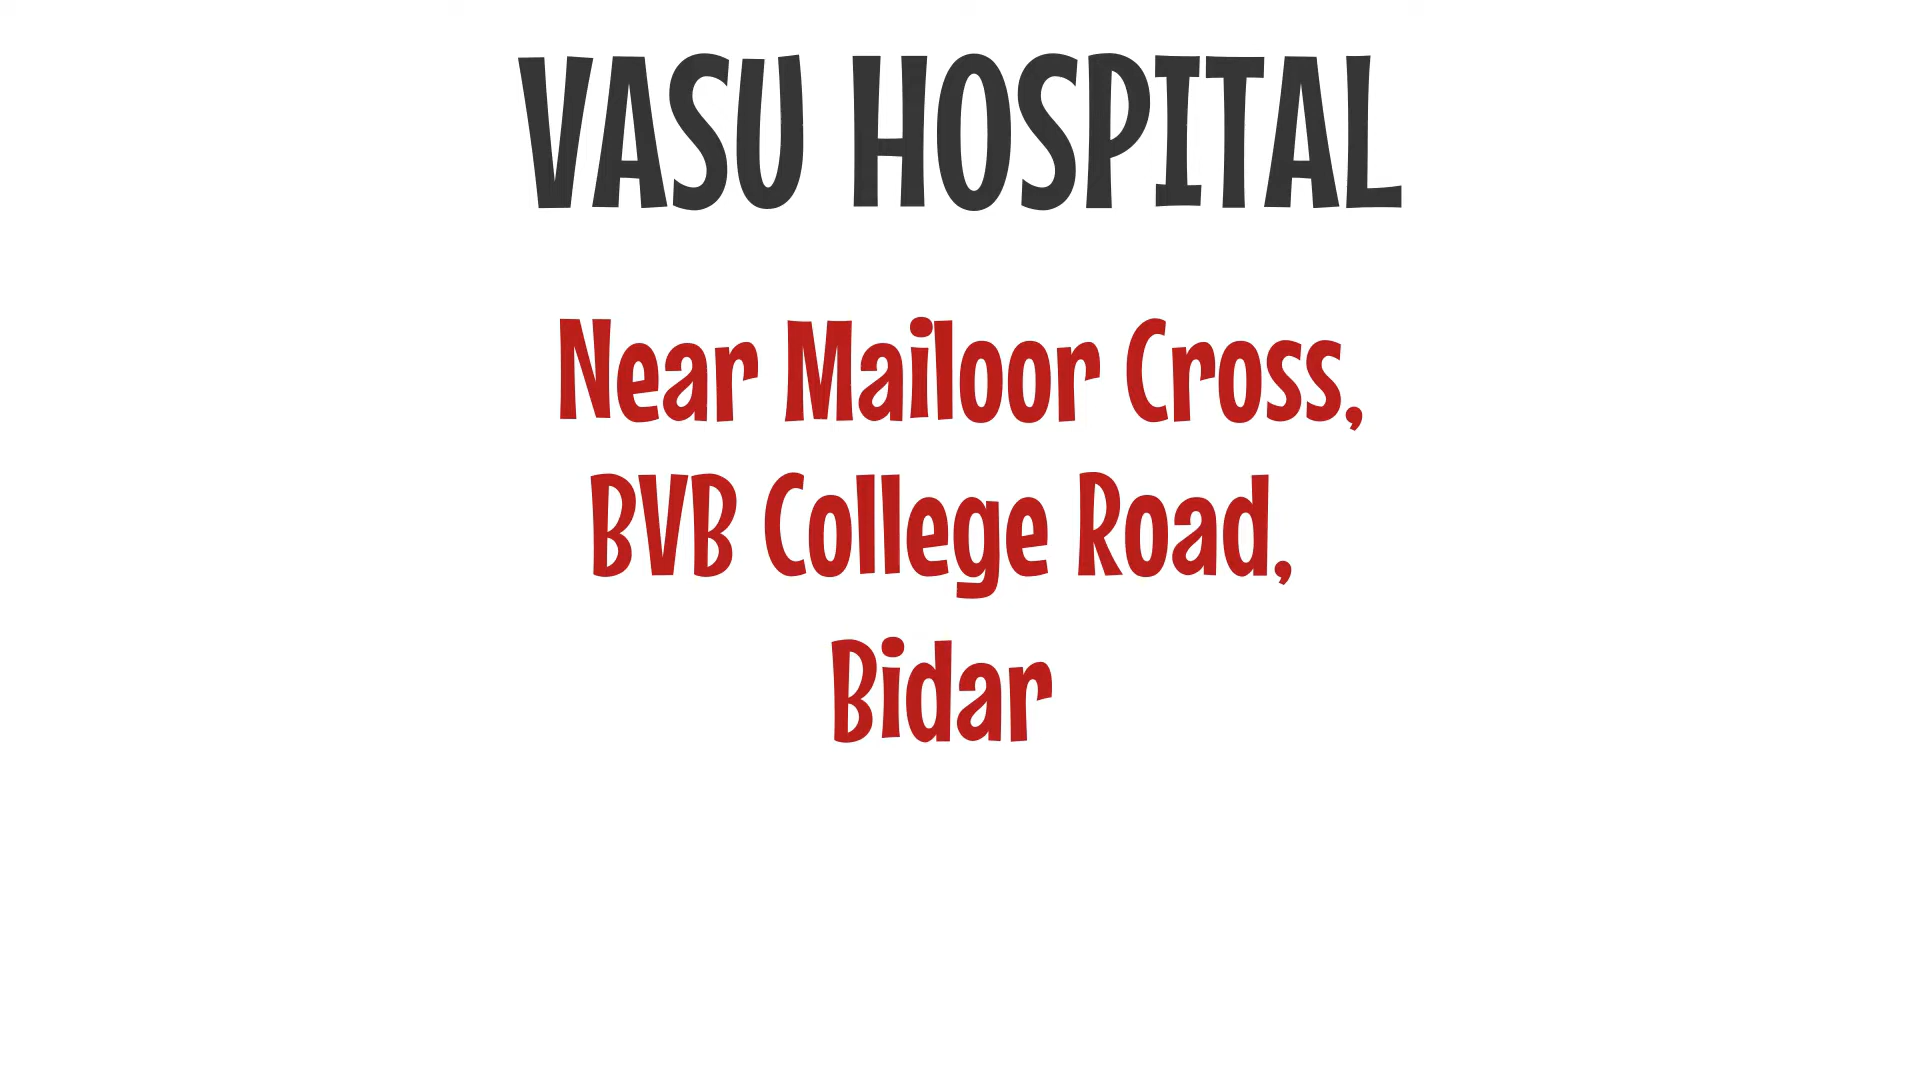 VASU HOSPITAL
Near Mailoor Cross,
BVB College Road,
Bidar